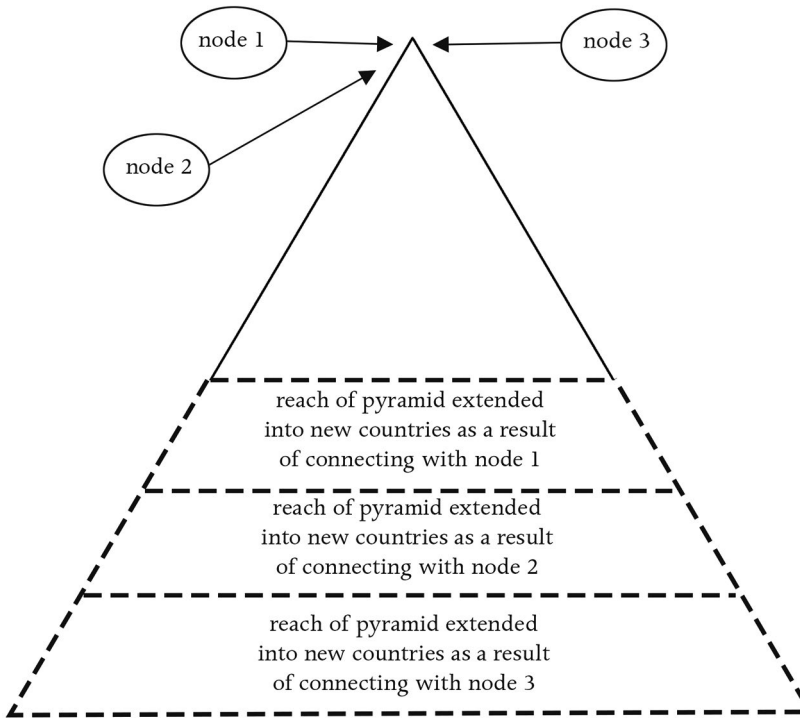 node 1
node 3
node 2
reach of pyramid extended
into new countries as a result
of connecting with node 1
reach of pyramid extended
into new countries as a result
of connecting with node 2
reach of pyramid extended
into new countries as a result
of connecting with node 3